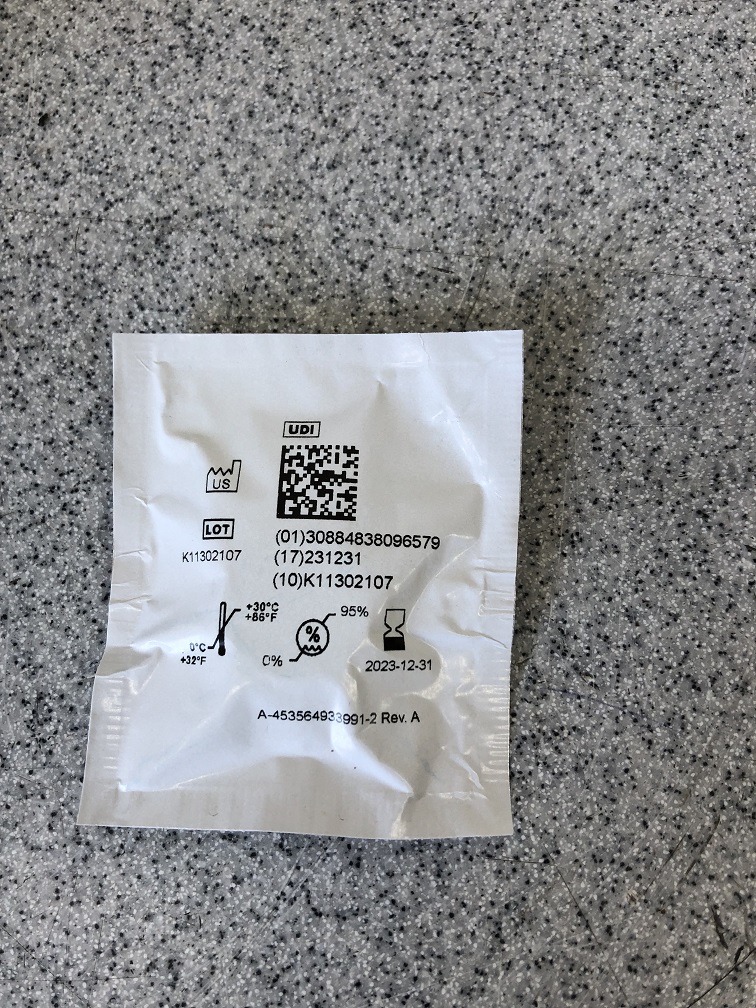 UDI
US
LOT
K11302107
(01)30884838096579
(17)231231
(10)K11302107
+30°C
+86°F
0°C
+32°F
%
95%
0%
2023-12-31
A-453564933991-2 Rev. A